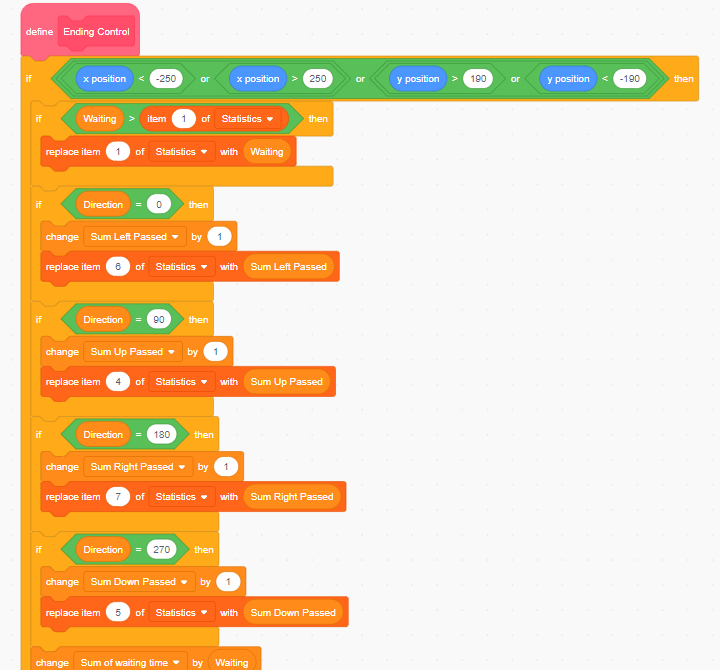 define Ending Control
if x position < -250 or x position > 250 or y position > 190 or y position < -190 then
if Waiting > item 1 of Statistics then
replace item 1 of Statistics with Waiting
if Direction = 0 then
change Sum Left Passed by 1
replace item 6 of Statistics with Sum Left Passed
if Direction = 90 then
change Sum Up Passed by 1
replace item 4 of Statistics with Sum Up Passed
if Direction = 180 then
change Sum Right Passed by 1
replace item 7 of Statistics with Sum Right Passed
if Direction = 270 then
change Sum Down Passed by 1
replace item 5 of Statistics with Sum Down Passed
change Sum of waiting time by Waiting